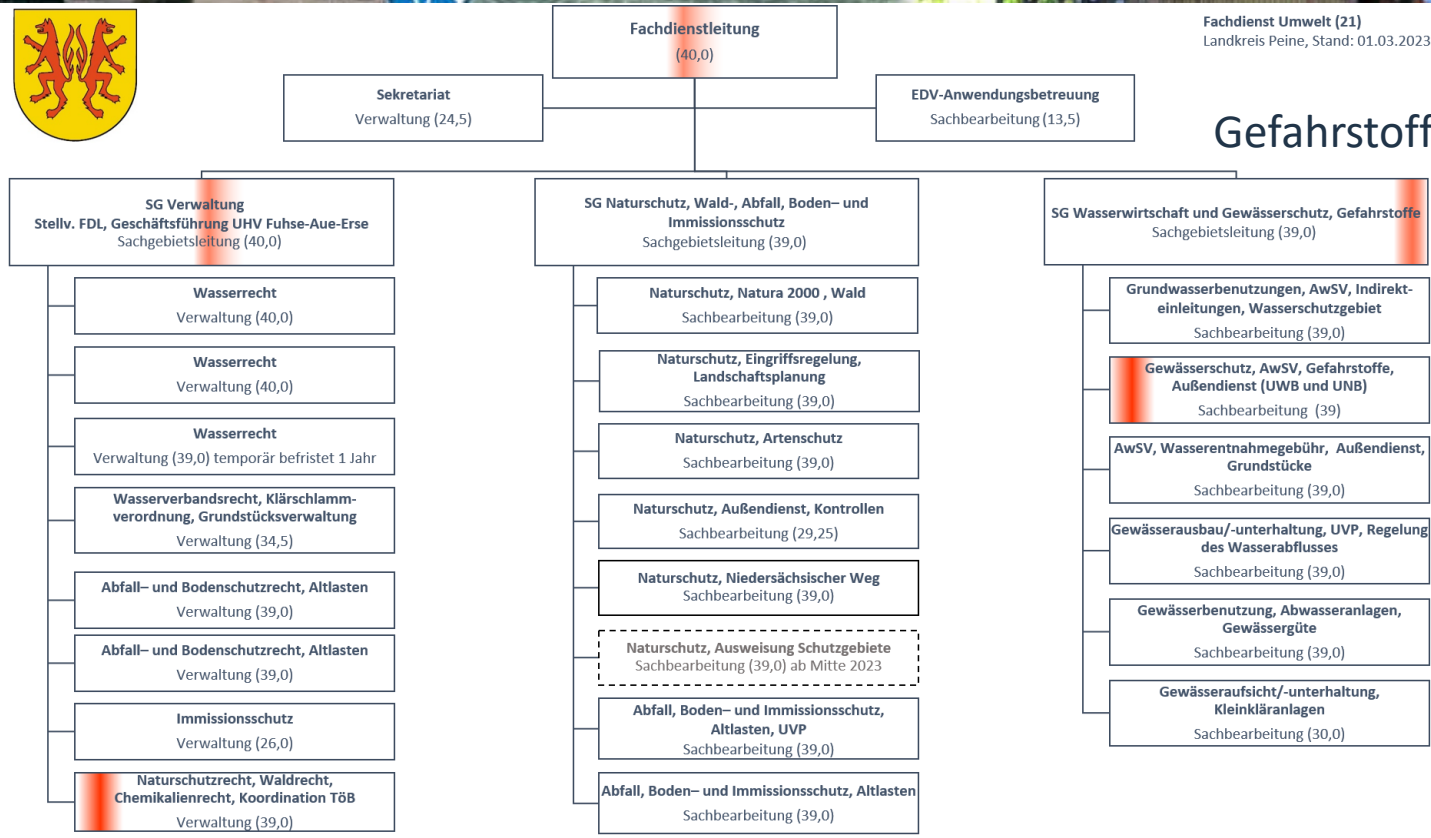 Fachdienst Umwelt (21)
Landkreis Peine, Stand: 01.03.2023
Gefahrstoff
Fachdienstleitung
(40,0)
Sekretariat
Verwaltung (24,5)
EDV-Anwendungsbetreuung
Sachbearbeitung (13,5)
SG Verwaltung
Stellv. FDL, Geschäftsführung UHV Fuhse-Aue-Erse
Sachgebietsleitung (40,0)
Wasserrecht
Verwaltung (40,0)
Wasserrecht
Verwaltung (40,0)
Wasserrecht
Verwaltung (39,0) temporär befristet 1 Jahr
Wasserverbandsrecht, Klärschlamm-
verordnung, Grundstücksverwaltung
Verwaltung (34,5)
Abfall– und Bodenschutzrecht, Altlasten
Verwaltung (39,0)
Abfall– und Bodenschutzrecht, Altlasten
Verwaltung (39,0)
Immissionsschutz
Verwaltung (26,0)
Naturschutzrecht, Waldrecht,
Chemikalienrecht, Koordination TöB
Verwaltung (39,0)
SG Naturschutz, Wald-, Abfall, Boden– und
Immissionsschutz
Sachgebietsleitung (39,0)
Naturschutz, Natura 2000 , Wald
Sachbearbeitung (39,0)
Naturschutz, Eingriffsregelung,
Landschaftsplanung
Sachbearbeitung (39,0)
Naturschutz, Artenschutz
Sachbearbeitung (39,0)
Naturschutz, Außendienst, Kontrollen
Sachbearbeitung (29,25)
Naturschutz, Niedersächsischer Weg
Sachbearbeitung (39,0)
Naturschutz, Ausweisung Schutzgebiete
Sachbearbeitung (39,0) ab Mitte 2023
Abfall, Boden– und Immissionsschutz,
Altlasten, UVP
Sachbearbeitung (39,0)
Abfall, Boden– und Immissionsschutz, Altlasten
Sachbearbeitung (39,0)
SG Wasserwirtschaft und Gewässerschutz, Gefahrstoffe
Sachgebietsleitung (39,0)
Grundwasserbenutzungen, AwSV, Indirekt-
einleitungen, Wasserschutzgebiet
Sachbearbeitung (39,0)
Gewässerschutz, AwSV, Gefahrstoffe,
Außendienst (UWB und UNB)
Sachbearbeitung (39)
AwSV, Wasserentnahmegebühr, Außendienst,
Grundstücke
Sachbearbeitung (39,0)
Gewässerausbau/-unterhaltung, UVP, Regelung
des Wasserabflusses
Sachbearbeitung (39,0)
Gewässerbenutzung, Abwasseranlagen,
Gewässergüte
Sachbearbeitung (39,0)
Gewässeraufsicht/-unterhaltung,
Kleinkläranlagen
Sachbearbeitung (30,0)